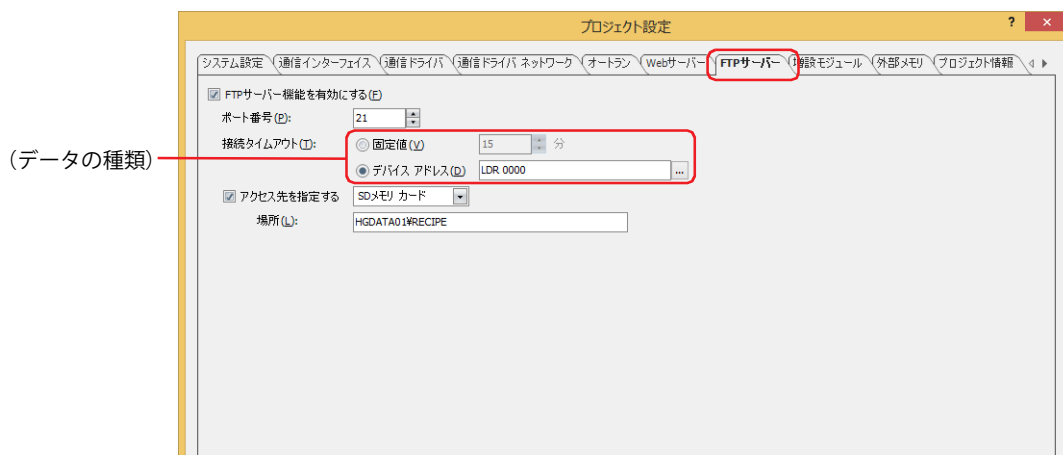 プロジェクト設定
? ×
システム設定 通信インターフェイス 通信ドライバ 通信ドライバ ネットワーク オートラン Webサーバー FTPサーバー 増設モジュール 外部メモリ プロジェクト情報
FTPサーバー機能を有効にする(F)
ポート番号(P): 21
接続タイムアウト(T): 固定値(V) 15 分
(データの種類)
デバイス アドレス(D) LDR 0000 ...
アクセス先を指定する SDメモリ カード
場所(L): HGDATA01¥RECIPE